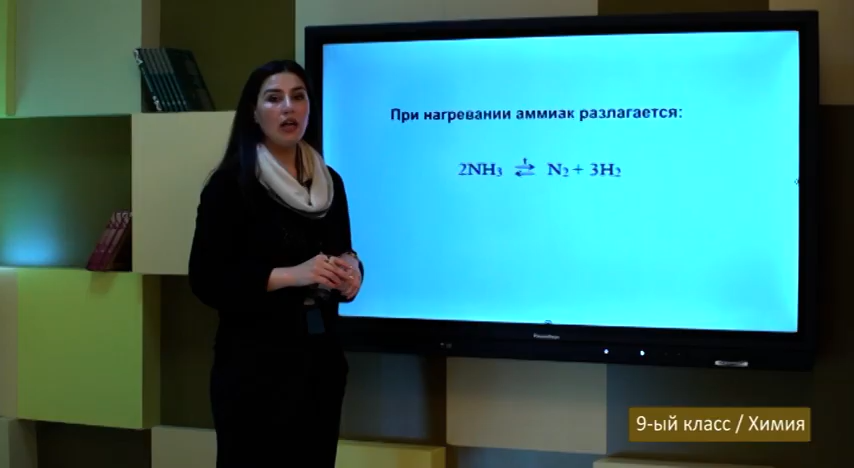 При нагревании аммиак разлагается:
2NH₃ ⇄ᵗ N₂ + 3H₂
9-ый класс / Химия